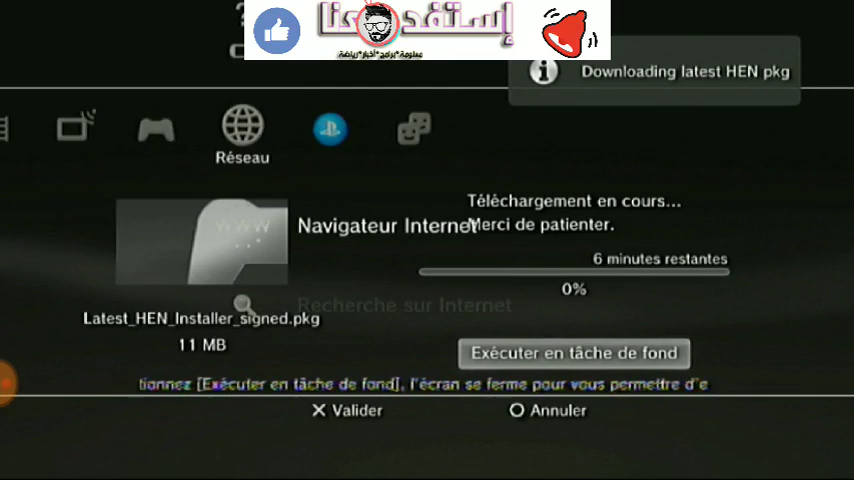 إستفد معنا
معلومة*برامج*أخبار*رياضة
Downloading latest HEN pkg
Réseau
Téléchargement en cours...
Navigateur Internet
Merci de patienter.
6 minutes restantes
0%
Recherche sur Internet
Latest_HEN_Installer_signed.pkg
11 MB
Exécuter en tâche de fond
tionnez [Exécuter en tâche de fond], l'écran se ferme pour vous permettre d'e
X Valider
O Annuler